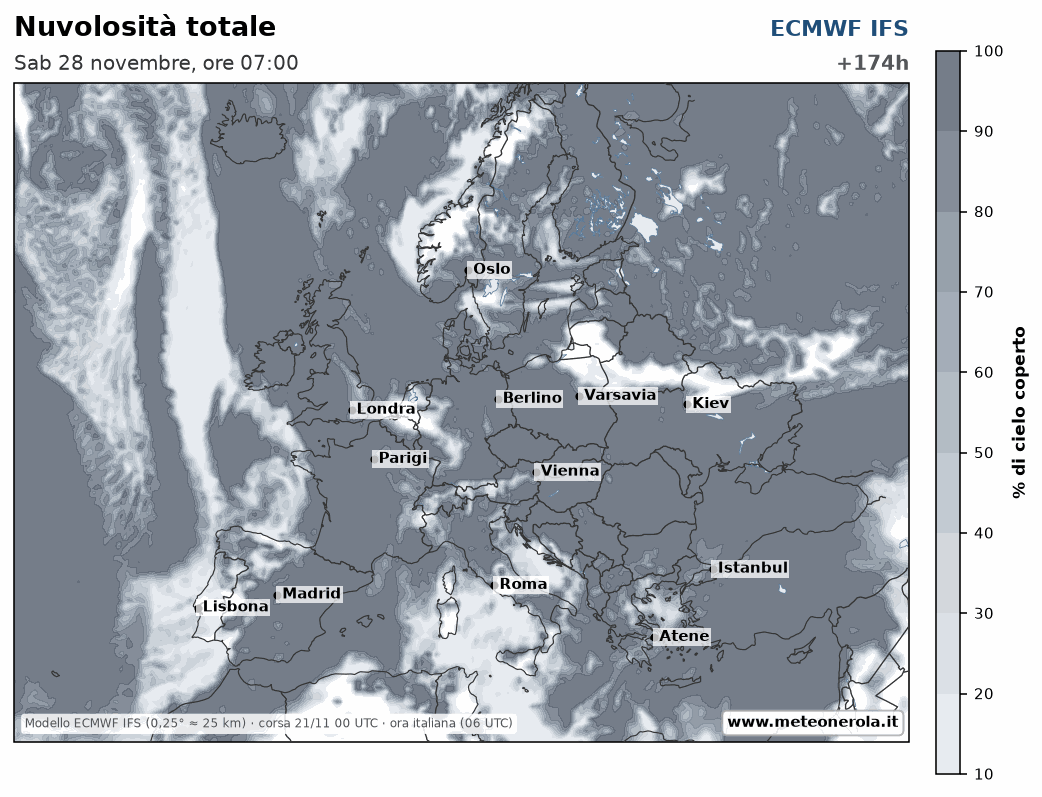 Nuvolosità totale
ECMWF IFS
Sab 28 novembre, ore 07:00
+174h
100
90
80
70
60
50
40
30
20
10
% di cielo coperto
Oslo
Londra
Berlino
Varsavia
Kiev
Parigi
Vienna
Istanbul
Roma
Madrid
Lisbona
Atene
Modello ECMWF IFS (0,25° ≈ 25 km) · corsa 21/11 00 UTC · ora italiana (06 UTC)
www.meteonerola.it